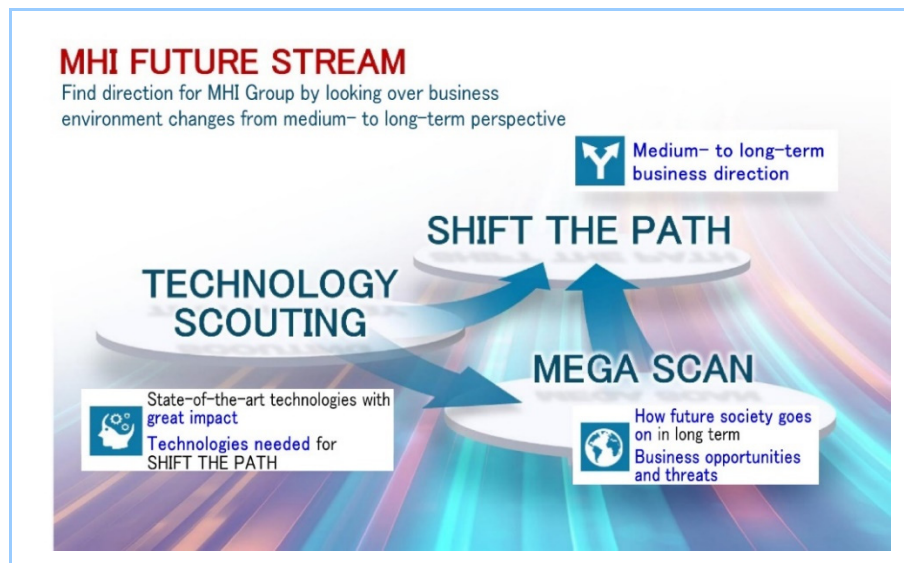 MHI FUTURE STREAM
Find direction for MHI Group by looking over business
environment changes from medium- to long-term perspective
Medium- to long-term
business direction
SHIFT THE PATH
TECHNOLOGY
SCOUTING
MEGA SCAN
State-of-the-art technologies with
great impact
Technologies needed for
SHIFT THE PATH
How future society goes
on in long term
Business opportunities
and threats